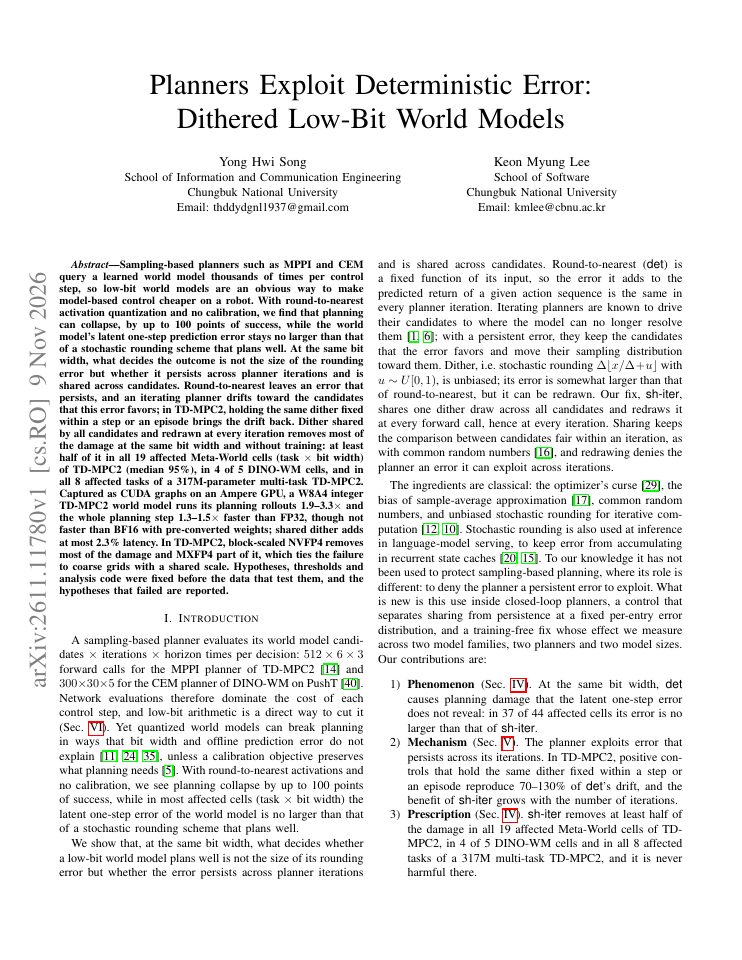 Planners Exploit Deterministic Error:
Dithered Low-Bit World Models
Yong Hwi Song
School of Information and Communication Engineering
Chungbuk National University
Email: thddydgnl1937@gmail.com
Keon Myung Lee
School of Software
Chungbuk National University
Email: kmlee@cbnu.ac.kr
arXiv:2611.11780v1 [cs.RO] 9 Nov 2026
Abstract—Sampling-based planners such as MPPI and CEM
query a learned world model thousands of times per control
step, so low-bit world models are an obvious way to make
model-based control cheaper on a robot. With round-to-nearest
activation quantization and no calibration, we find that planning
can collapse, by up to 100 points of success, while the world
model's latent one-step prediction error stays no larger than that
of a stochastic rounding scheme that plans well. At the same bit
width, what decides the outcome is not the size of the rounding
error but whether it persists across planner iterations and is
shared across candidates. Round-to-nearest leaves an error that
persists, and an iterating planner drifts toward the candidates
that this error favors; in TD-MPC2, holding the same dither fixed
within a step or an episode brings the drift back. Dither shared
by all candidates and redrawn at every iteration removes most
of the damage at the same bit width and without training: at least
half of it in all 19 affected Meta-World cells (task × bit width)
of TD-MPC2 (median 95%), in 4 of 5 DINO-WM cells, and in
all 8 affected tasks of a 317M-parameter multi-task TD-MPC2.
Captured as CUDA graphs on an Ampere GPU, a W8A4 integer
TD-MPC2 world model runs its planning rollouts 1.9–3.3× and
the whole planning step 1.3–1.5× faster than FP32, though not
faster than BF16 with pre-converted weights; shared dither adds
at most 2.3% latency. In TD-MPC2, block-scaled NVFP4 removes
most of the damage and MXFP4 part of it, which ties the failure
to coarse grids with a shared scale. Hypotheses, thresholds and
analysis code were fixed before the data that test them, and the
hypotheses that failed are reported.
I. INTRODUCTION
A sampling-based planner evaluates its world model candi-
dates × iterations × horizon times per decision: 512 × 6 × 3
forward calls for the MPPI planner of TD-MPC2 [14] and
300×30×5 for the CEM planner of DINO-WM on PushT [40].
Network evaluations therefore dominate the cost of each
control step, and low-bit arithmetic is a direct way to cut it
(Sec. VI). Yet quantized world models can break planning
in ways that bit width and offline prediction error do not
explain [11, 24, 35], unless a calibration objective preserves
what planning needs [5]. With round-to-nearest activations and
no calibration, we see planning collapse by up to 100 points
of success, while in most affected cells (task × bit width) the
latent one-step error of the world model is no larger than that
of a stochastic rounding scheme that plans well.
We show that, at the same bit width, what decides whether
a low-bit world model plans well is not the size of its rounding
error but whether the error persists across planner iterations
and is shared across candidates. Round-to-nearest (det) is
a fixed function of its input, so the error it adds to the
predicted return of a given action sequence is the same in
every planner iteration. Iterating planners are known to drive
their candidates to where the model can no longer resolve
them [1, 6]; with a persistent error, they keep the candidates
that the error favors and move their sampling distribution
toward them. Dither, i.e. stochastic rounding Δ⌊x/Δ+u⌋ with
u ∼ U[0, 1), is unbiased; its error is somewhat larger than that
of round-to-nearest, but it can be redrawn. Our fix, sh-iter,
shares one dither draw across all candidates and redraws it
at every forward call, hence at every iteration. Sharing keeps
the comparison between candidates fair within an iteration, as
with common random numbers [16], and redrawing denies the
planner an error it can exploit across iterations.
The ingredients are classical: the optimizer's curse [29], the
bias of sample-average approximation [17], common random
numbers, and unbiased stochastic rounding for iterative com-
putation [12, 10]. Stochastic rounding is also used at inference
in language-model serving, to keep error from accumulating
in recurrent state caches [20, 15]. To our knowledge it has not
been used to protect sampling-based planning, where its role is
different: to deny the planner a persistent error to exploit. What
is new is this use inside closed-loop planners, a control that
separates sharing from persistence at a fixed per-entry error
distribution, and a training-free fix whose effect we measure
across two model families, two planners and two model sizes.
Our contributions are:
1) Phenomenon (Sec. IV). At the same bit width, det
causes planning damage that the latent one-step error
does not reveal: in 37 of 44 affected cells its error is no
larger than that of sh-iter.
2) Mechanism (Sec. V). The planner exploits error that
persists across its iterations. In TD-MPC2, positive con-
trols that hold the same dither fixed within a step or
an episode reproduce 70–130% of det's drift, and the
benefit of sh-iter grows with the number of iterations.
3) Prescription (Sec. IV). sh-iter removes at least half of
the damage in all 19 affected Meta-World cells of TD-
MPC2, in 4 of 5 DINO-WM cells and in all 8 affected
tasks of a 317M multi-task TD-MPC2, and it is never
harmful there.